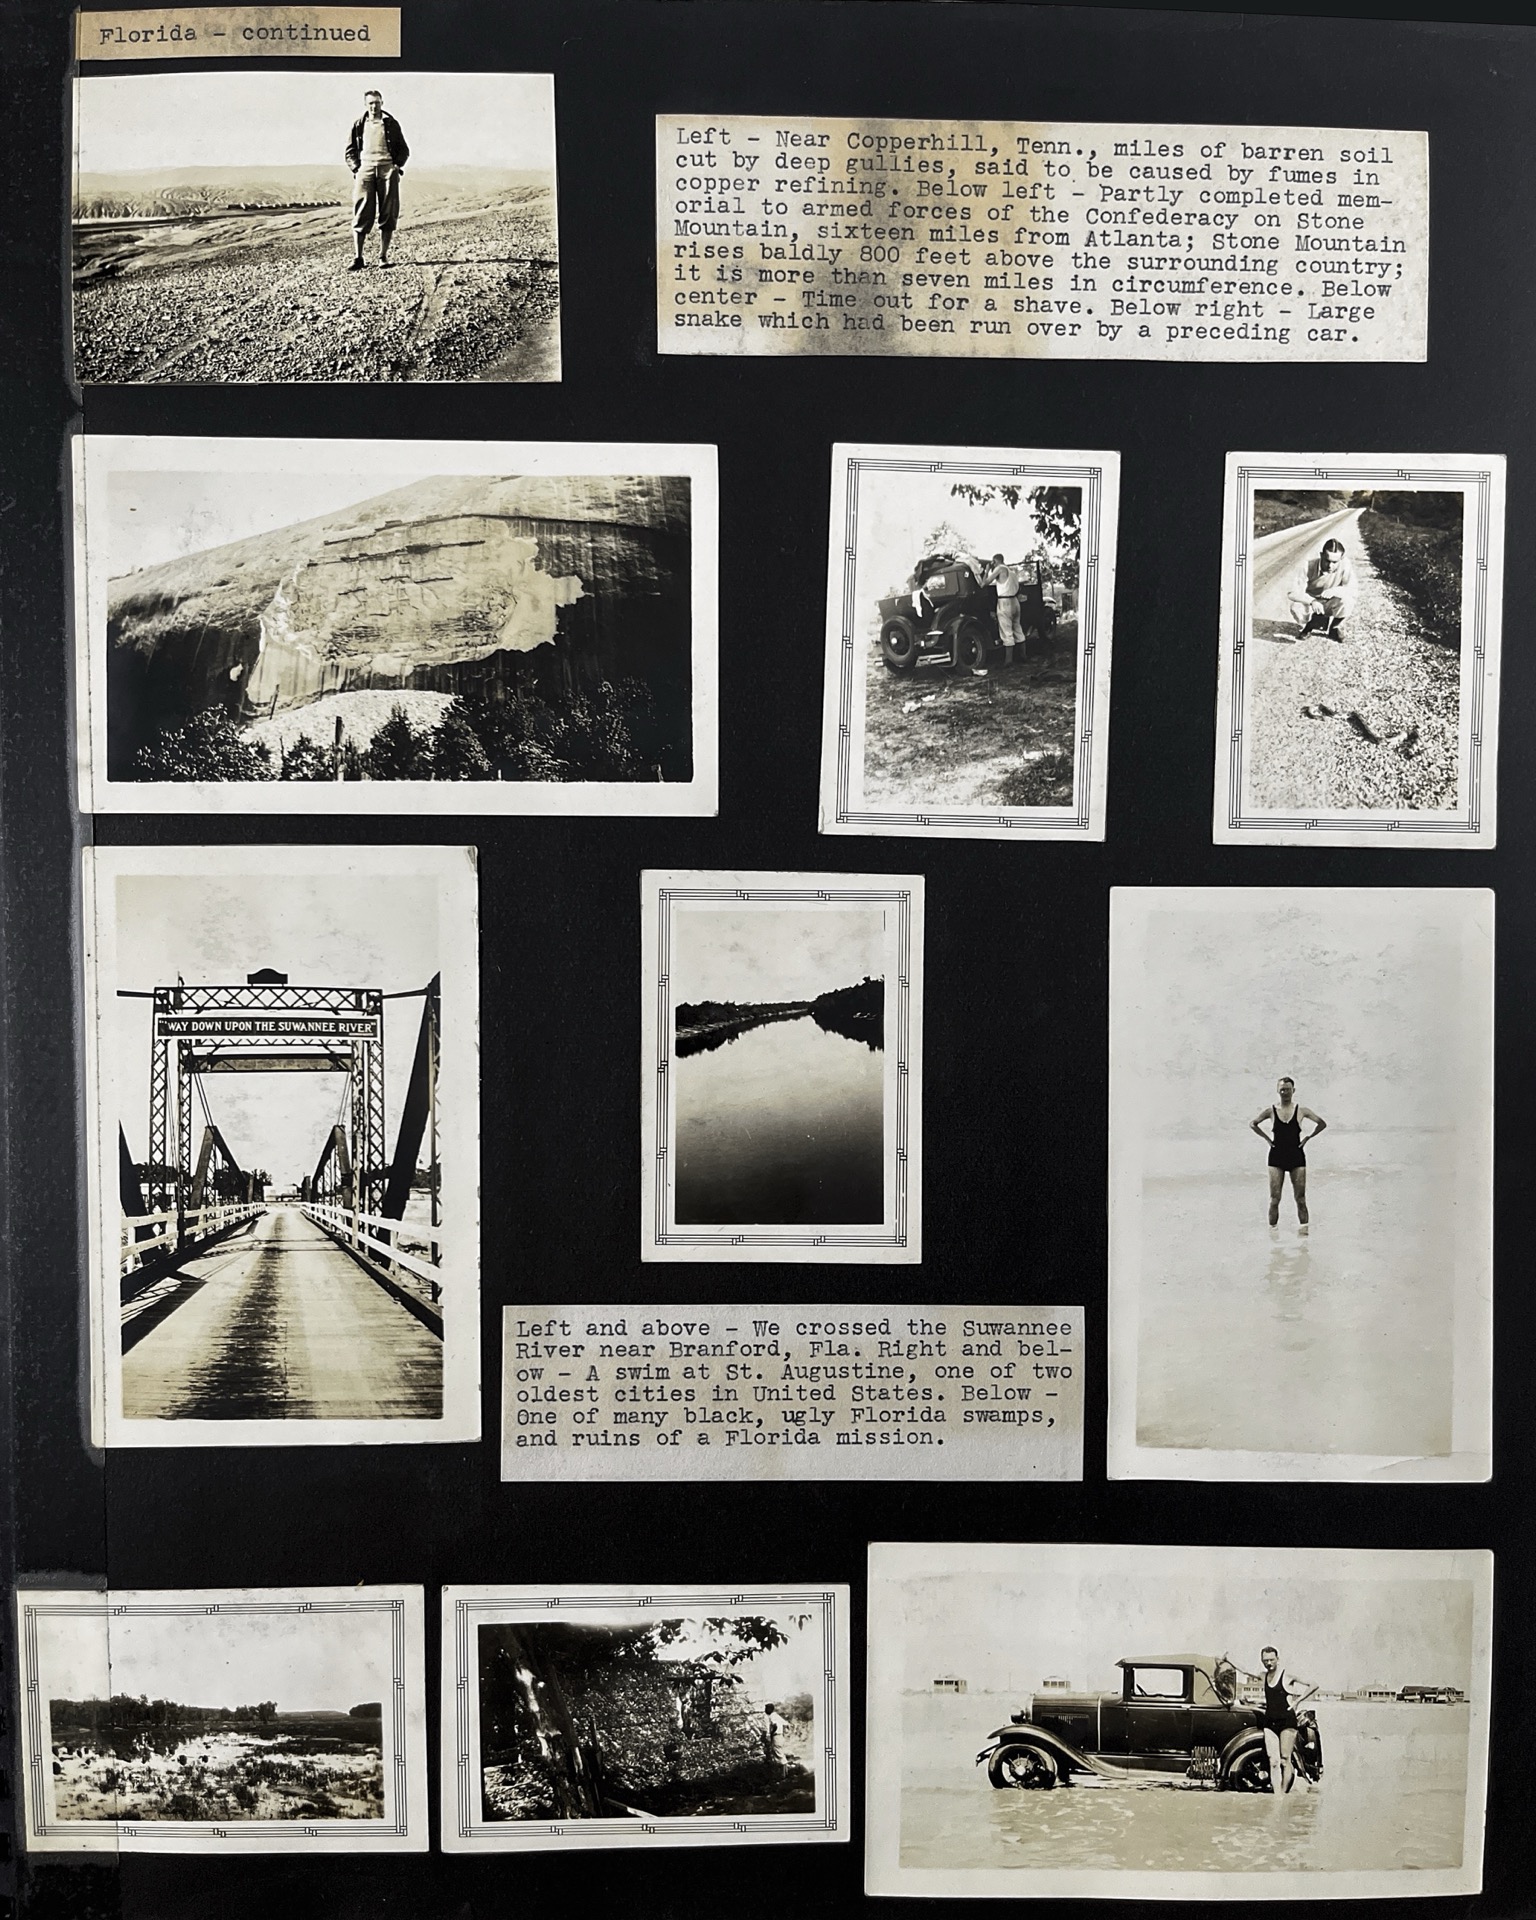 Florida - continued
Left - Near Copperhill, Tenn., miles of barren soil
cut by deep gullies, said to be caused by fumes in
copper refining. Below left - Partly completed mem-
orial to armed forces of the Confederacy on Stone
Mountain, sixteen miles from Atlanta; Stone Mountain
rises baldly 800 feet above the surrounding country;
it is more than seven miles in circumference. Below
center - Time out for a shave. Below right - Large
snake which had been run over by a preceding car.
"WAY DOWN UPON THE SUWANNEE RIVER"
Left and above - We crossed the Suwannee
River near Branford, Fla. Right and bel-
ow - A swim at St. Augustine, one of two
oldest cities in United States. Below -
One of many black, ugly Florida swamps,
and ruins of a Florida mission.